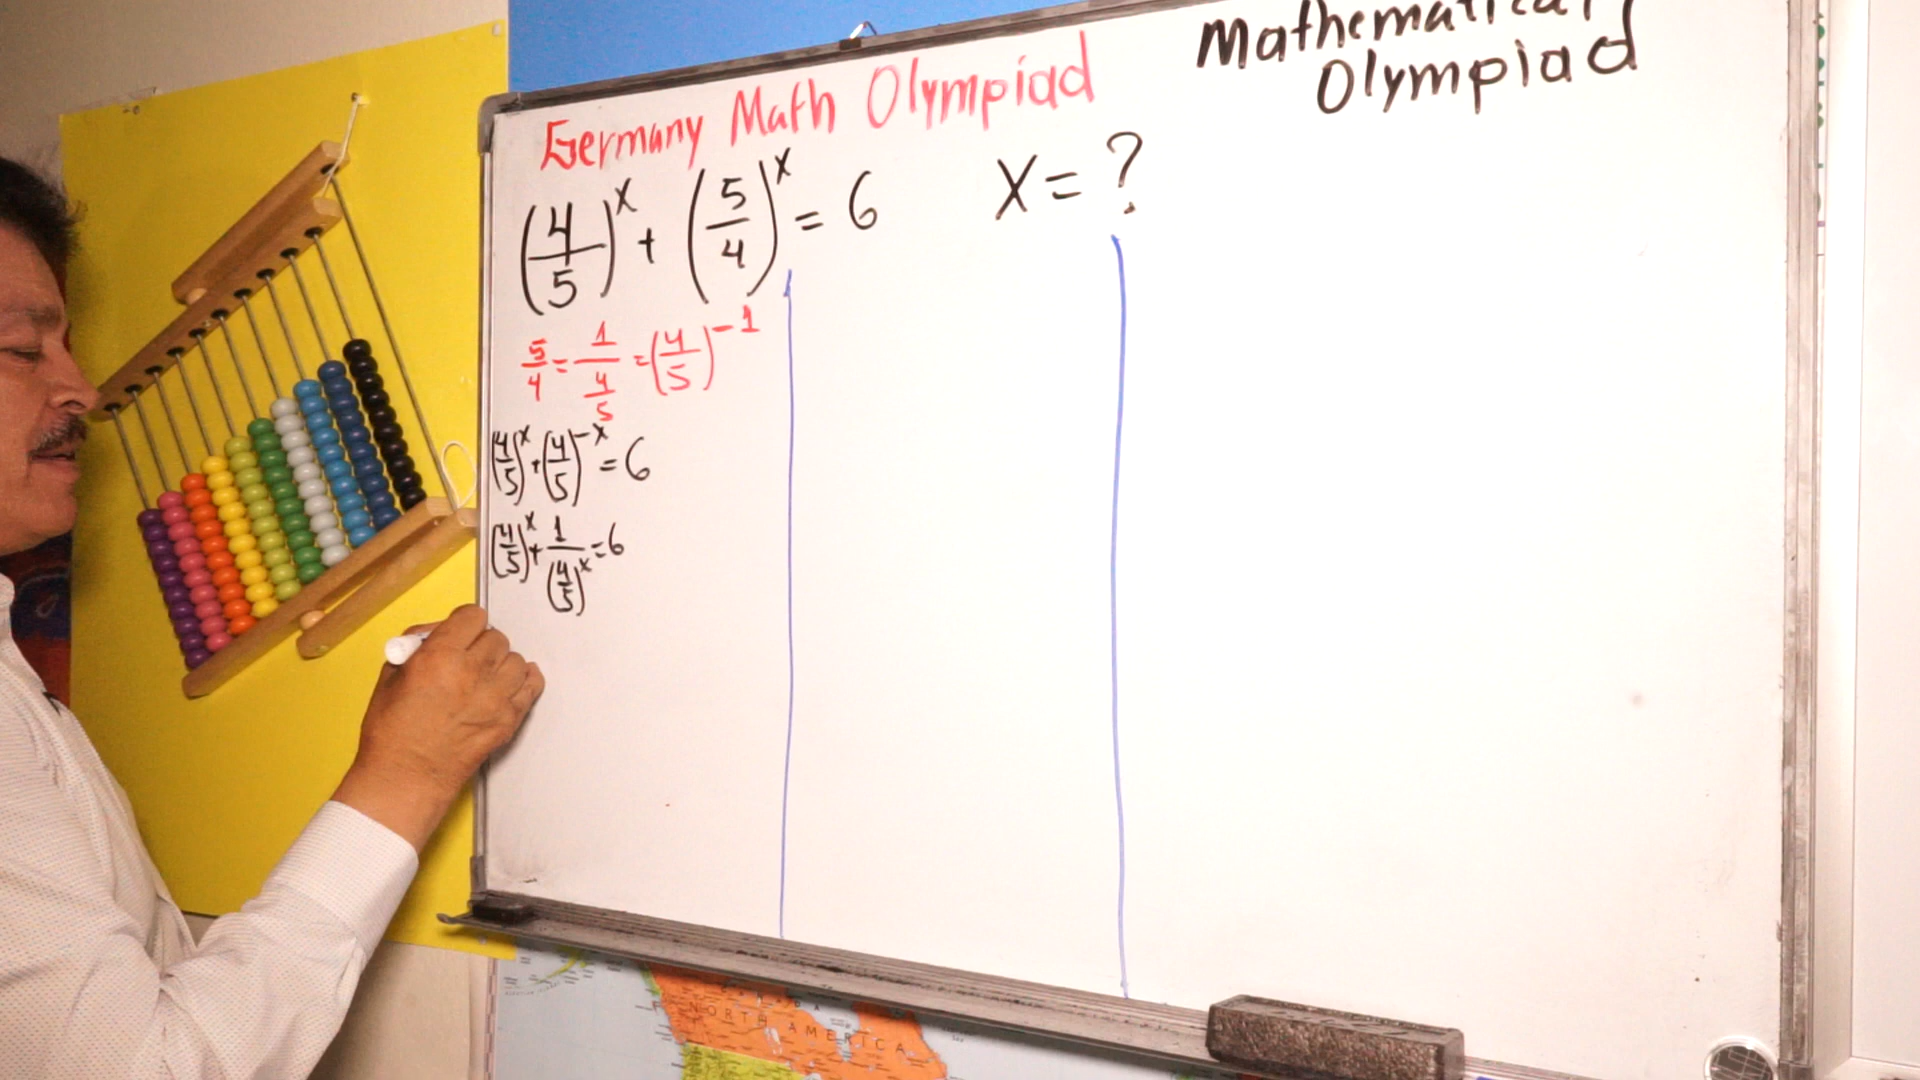 Mathematical
Olympiad
Germany Math Olympiad
(4/5)^x + (5/4)^x = 6 X = ?
5/4 = 1/(4/5) = (4/5)^-1
(4/5)^x + (4/5)^-x = 6
(4/5)^x + 1/(4/5)^x = 6
NORTH AMERICA